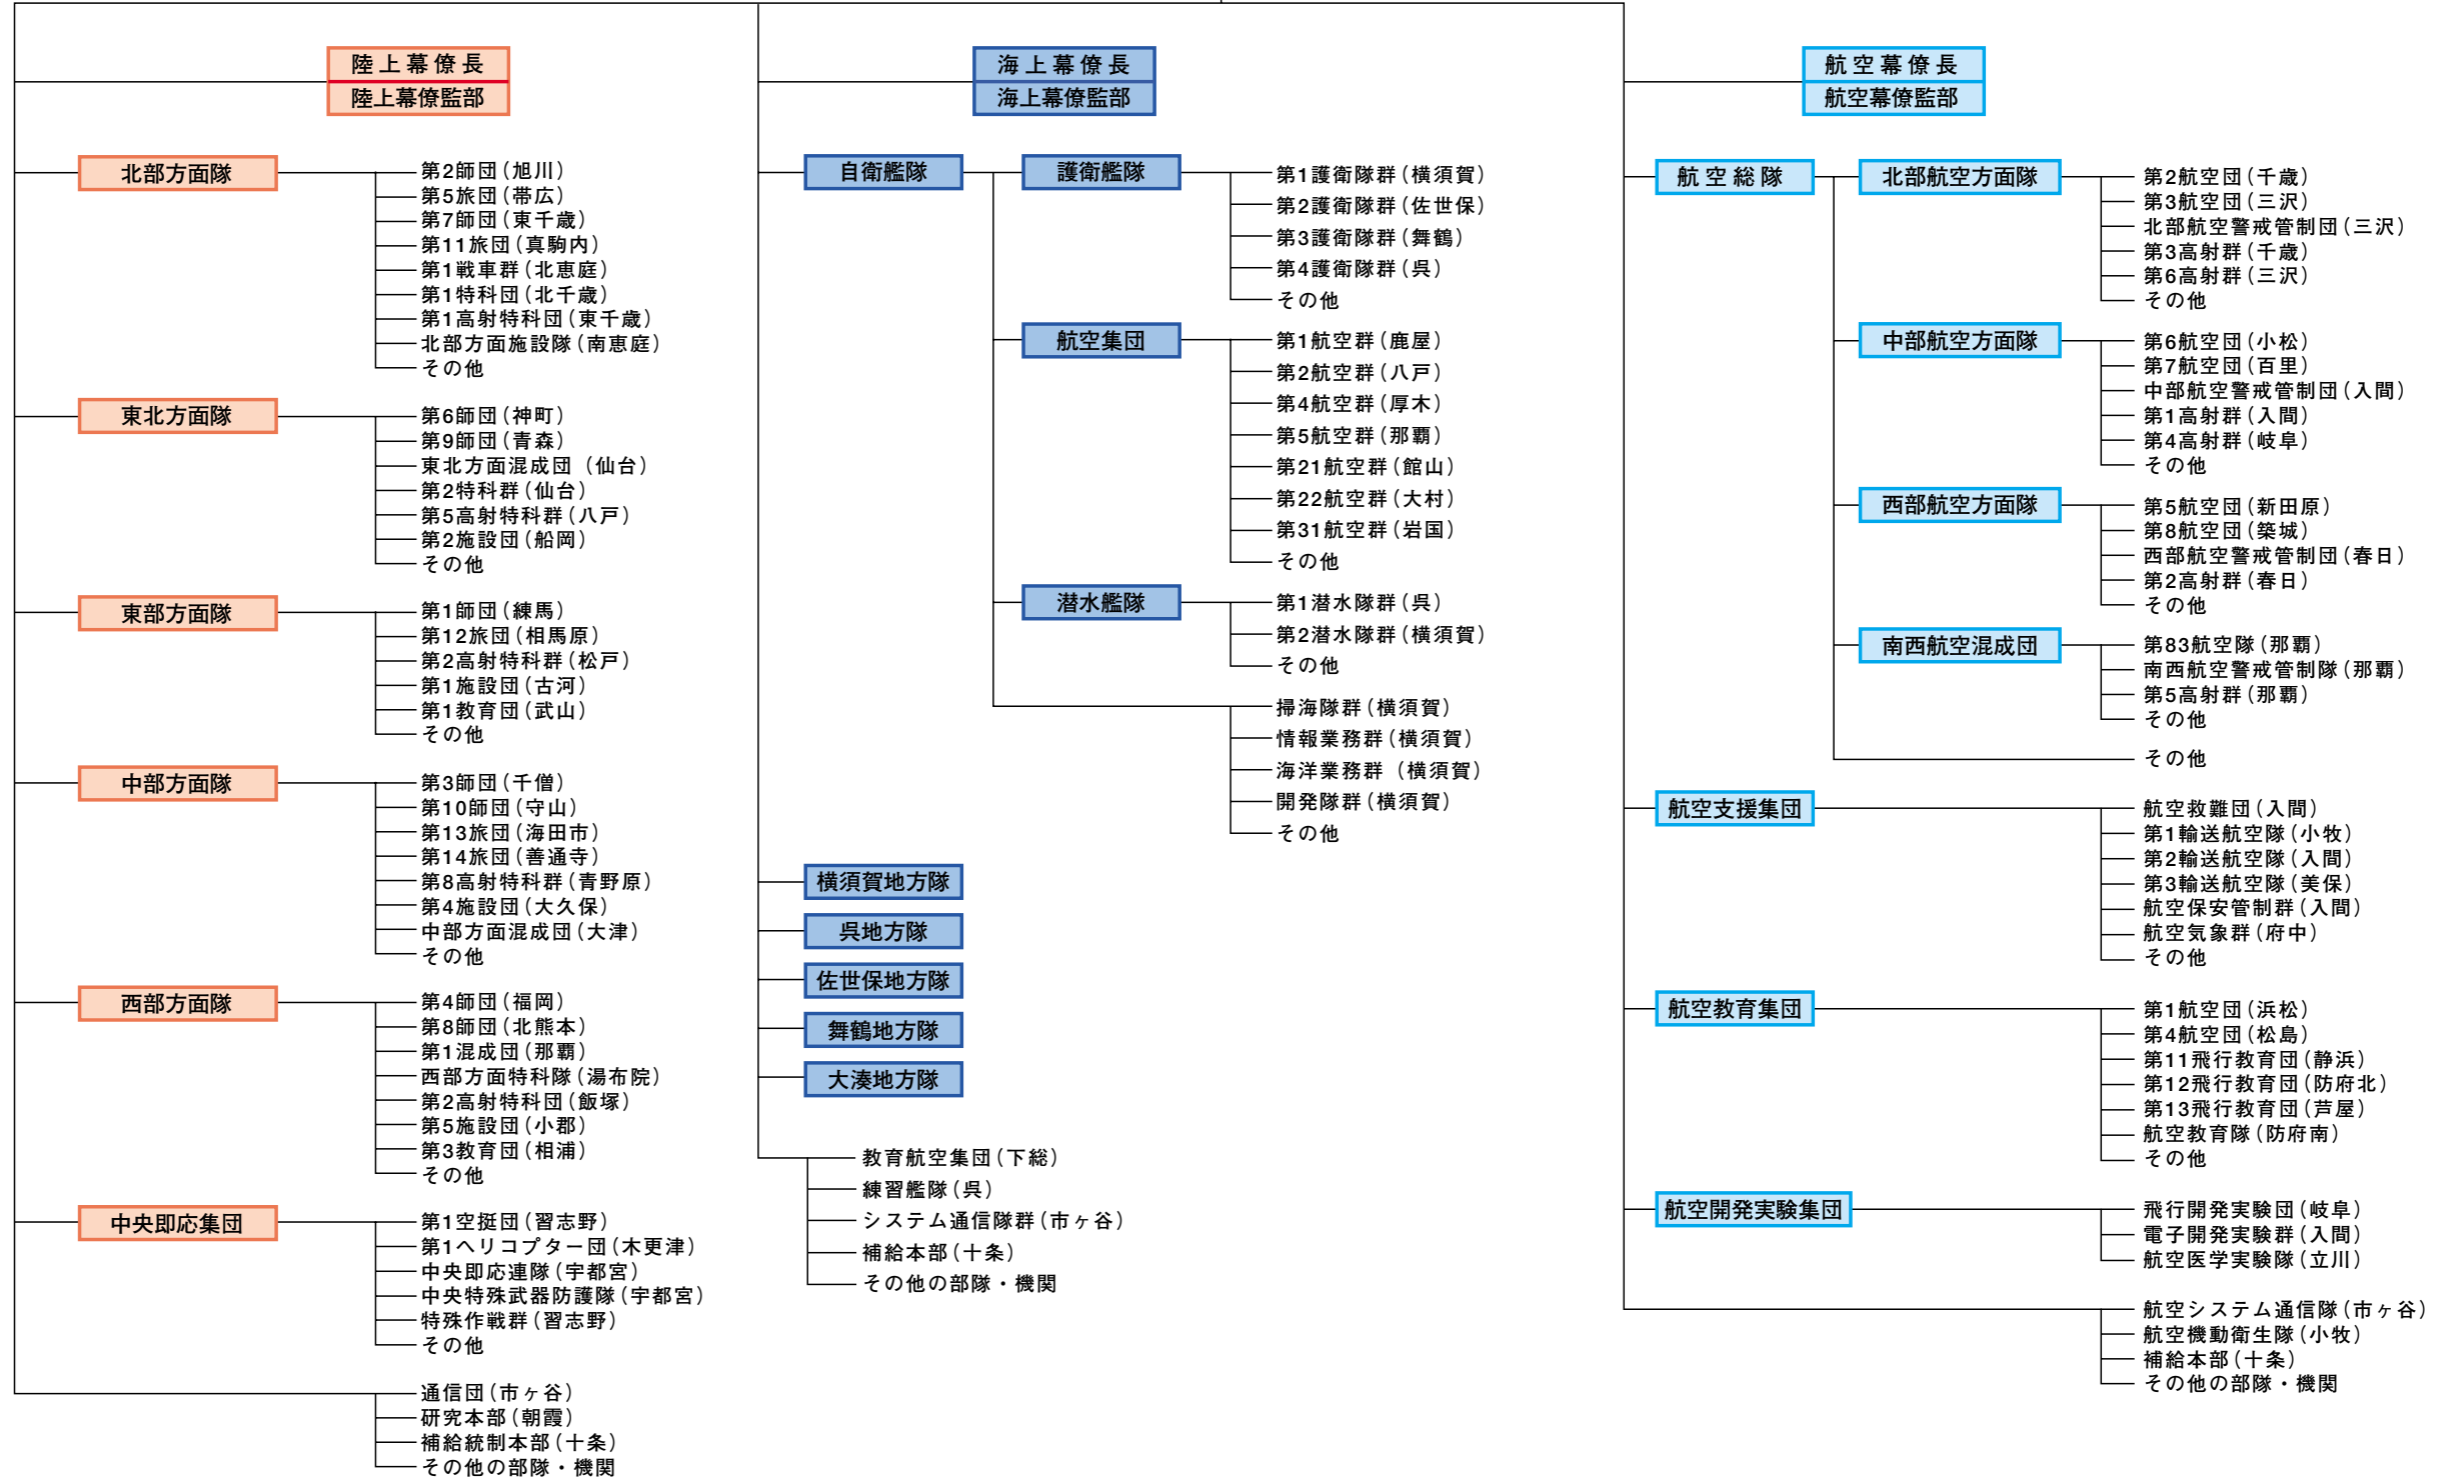 陸上幕僚長
陸上幕僚監部
北部方面隊
第2師団(旭川)
第5旅団(帯広)
第7師団(東千歳)
第11旅団(真駒内)
第1戦車群(北恵庭)
第1特科団(北千歳)
第1高射特科団(東千歳)
北部方面施設隊(南恵庭)
その他
東北方面隊
第6師団(神町)
第9師団(青森)
東北方面混成団(仙台)
第2特科群(仙台)
第5高射特科群(八戸)
第2施設団(船岡)
その他
東部方面隊
第1師団(練馬)
第12旅団(相馬原)
第2高射特科群(松戸)
第1施設団(古河)
第1教育団(武山)
その他
中部方面隊
第3師団(千僧)
第10師団(守山)
第13旅団(海田市)
第14旅団(善通寺)
第8高射特科群(青野原)
第4施設団(大久保)
中部方面混成団(大津)
その他
西部方面隊
第4師団(福岡)
第8師団(北熊本)
第1混成団(那覇)
西部方面特科隊(湯布院)
第2高射特科団(飯塚)
第5施設団(小郡)
第3教育団(相浦)
その他
中央即応集団
第1空挺団(習志野)
第1ヘリコプター団(木更津)
中央即応連隊(宇都宮)
中央特殊武器防護隊(宇都宮)
特殊作戦群(習志野)
その他
通信団(市ヶ谷)
研究本部(朝霞)
補給統制本部(十条)
その他の部隊・機関
海上幕僚長
海上幕僚監部
自衛艦隊
護衛艦隊
第1護衛隊群(横須賀)
第2護衛隊群(佐世保)
第3護衛隊群(舞鶴)
第4護衛隊群(呉)
その他
航空集団
第1航空群(鹿屋)
第2航空群(八戸)
第4航空群(厚木)
第5航空群(那覇)
第21航空群(館山)
第22航空群(大村)
第31航空群(岩国)
その他
潜水艦隊
第1潜水隊群(呉)
第2潜水隊群(横須賀)
その他
掃海隊群(横須賀)
情報業務群(横須賀)
海洋業務群(横須賀)
開発隊群(横須賀)
その他
横須賀地方隊
呉地方隊
佐世保地方隊
舞鶴地方隊
大湊地方隊
教育航空集団(下総)
練習艦隊(呉)
システム通信隊群(市ヶ谷)
補給本部(十条)
その他の部隊・機関
航空幕僚長
航空幕僚監部
航空総隊
北部航空方面隊
第2航空団(千歳)
第3航空団(三沢)
北部航空警戒管制団(三沢)
第3高射群(千歳)
第6高射群(三沢)
その他
中部航空方面隊
第6航空団(小松)
第7航空団(百里)
中部航空警戒管制団(入間)
第1高射群(入間)
第4高射群(岐阜)
その他
西部航空方面隊
第5航空団(新田原)
第8航空団(築城)
西部航空警戒管制団(春日)
第2高射群(春日)
その他
南西航空混成団
第83航空隊(那覇)
南西航空警戒管制隊(那覇)
第5高射群(那覇)
その他
その他
航空支援集団
航空救難団(入間)
第1輸送航空隊(小牧)
第2輸送航空隊(入間)
第3輸送航空隊(美保)
航空保安管制群(入間)
航空気象群(府中)
その他
航空教育集団
第1航空団(浜松)
第4航空団(松島)
第11飛行教育団(静浜)
第12飛行教育団(防府北)
第13飛行教育団(芦屋)
航空教育隊(防府南)
その他
航空開発実験集団
飛行開発実験団(岐阜)
電子開発実験群(入間)
航空医学実験隊(立川)
航空システム通信隊(市ヶ谷)
航空機動衛生隊(小牧)
補給本部(十条)
その他の部隊・機関